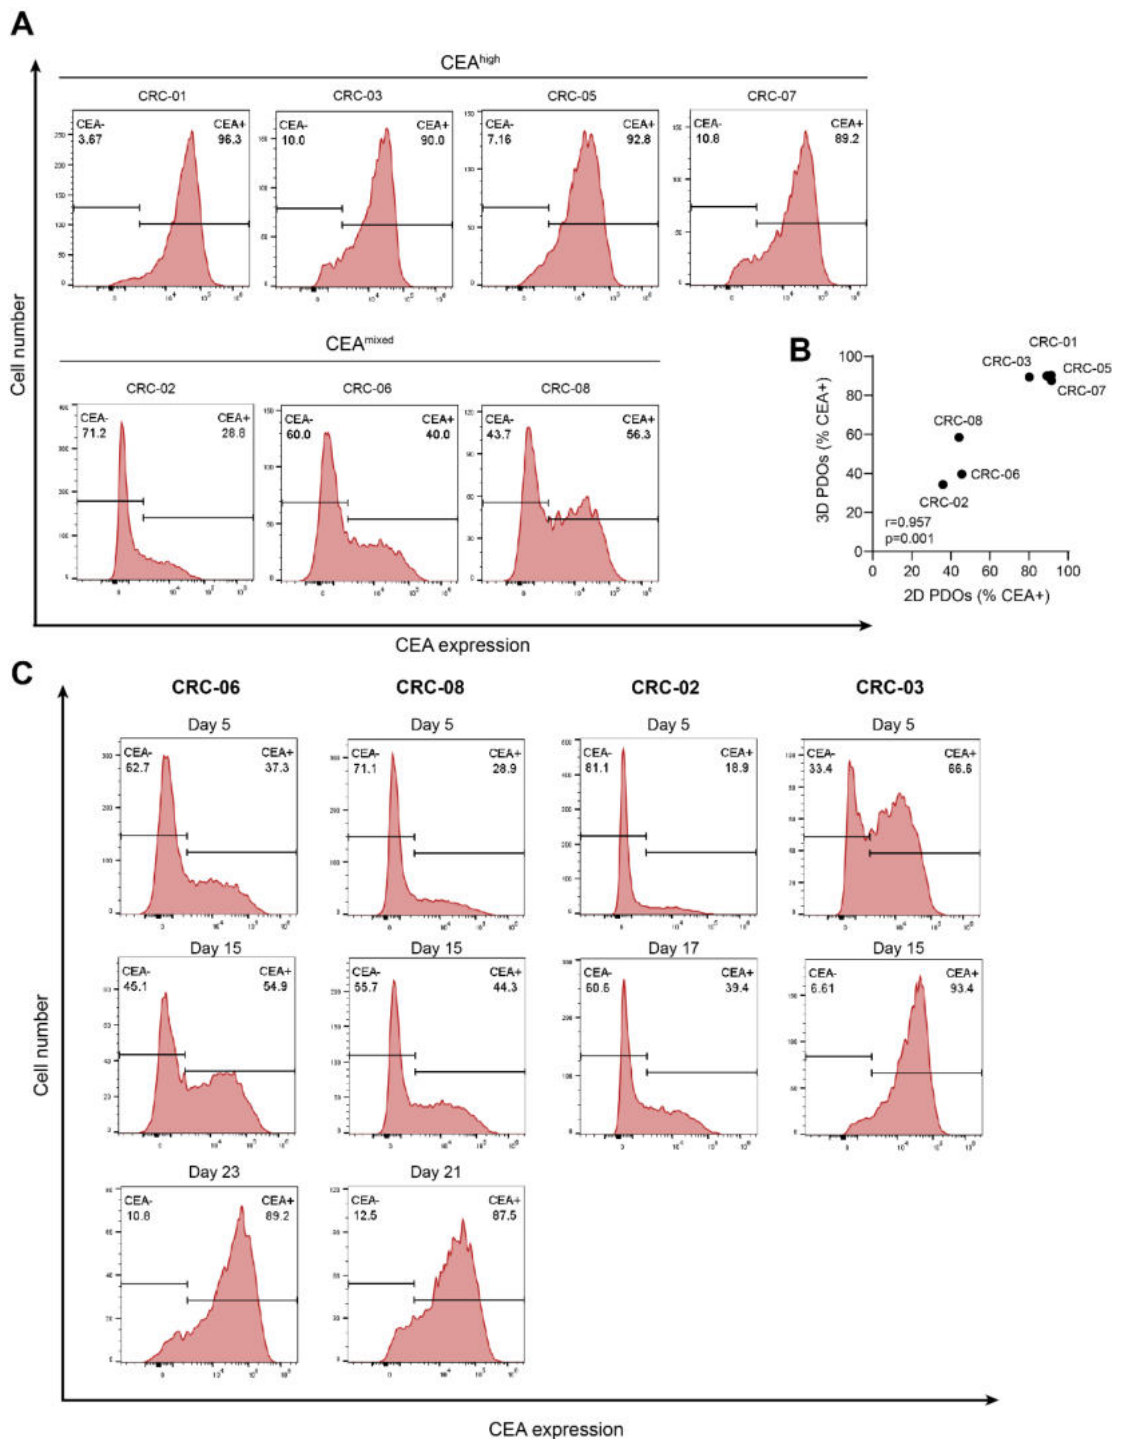 A
CEAhigh
CRC-01
CRC-03
CRC-05
CRC-07
CEA- CEA+
3.67 96.3
CEA- CEA+
10.0 90.0
CEA- CEA+
7.16 92.8
CEA- CEA+
10.8 89.2
Cell number
CEAmixed
CRC-02
CRC-06
CRC-08
CEA- CEA+
71.2 28.8
CEA- CEA+
60.0 40.0
CEA- CEA+
43.7 56.3
CEA expression
B
100
80
60
40
20
0
3D PDOs (% CEA+)
CRC-01
CRC-03
CRC-05
CRC-07
CRC-08
CRC-06
CRC-02
r=0.957
p=0.001
0 20 40 60 80 100
2D PDOs (% CEA+)
C
CRC-06
CRC-08
CRC-02
CRC-03
Day 5
Day 5
Day 5
Day 5
CEA- CEA+
62.7 37.3
CEA- CEA+
71.1 28.9
CEA- CEA+
81.1 18.9
CEA- CEA+
33.4 66.6
Day 15
Day 15
Day 17
Day 15
CEA- CEA+
45.1 54.9
CEA- CEA+
55.7 44.3
CEA- CEA+
60.6 39.4
CEA- CEA+
6.61 93.4
Cell number
Day 23
Day 21
CEA- CEA+
10.8 89.2
CEA- CEA+
12.5 87.5
CEA expression